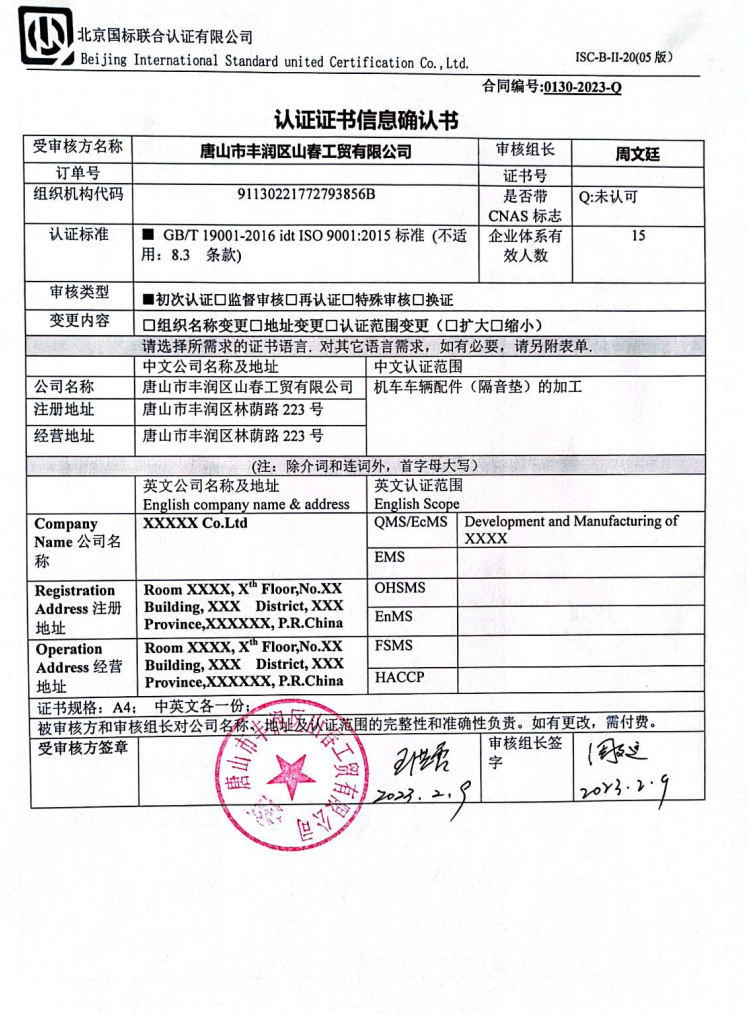 北京国标联合认证有限公司
Beijing International Standard united Certification Co.,Ltd.
ISC-B-II-20(05 版)
合同编号:0130-2023-Q
认证证书信息确认书
受审核方名称 唐山市丰润区山春工贸有限公司 审核组长 周文廷
订单号 证书号
组织机构代码 91130221772793856B 是否带 Q:未认可
CNAS 标志
认证标准 ■ GB/T 19001-2016 idt ISO 9001:2015 标准 (不适 企业体系有 15
用: 8.3 条款) 效人数
审核类型 ■初次认证□监督审核□再认证□特殊审核□换证
变更内容 □组织名称变更□地址变更□认证范围变更（□扩大□缩小）
请选择所需求的证书语言. 对其它语言需求, 如有必要, 请另附表单.
中文公司名称及地址 中文认证范围
公司名称 唐山市丰润区山春工贸有限公司 机车车辆配件（隔音垫）的加工
注册地址 唐山市丰润区林荫路 223 号
经营地址 唐山市丰润区林荫路 223 号
(注: 除介词和连词外, 首字母大写)
英文公司名称及地址 英文认证范围
English company name & address English Scope
Company XXXXX Co.Ltd QMS/EcMS Development and Manufacturing of
Name 公司名 XXXX
称 EMS
Registration Room XXXX, Xth Floor,No.XX OHSMS
Address 注册 Building, XXX District, XXX
地址 Province,XXXXXX, P.R.China EnMS
Operation Room XXXX, Xth Floor,No.XX FSMS
Address 经营 Building, XXX District, XXX
地址 Province,XXXXXX, P.R.China HACCP
证书规格: A4; 中英文各一份;
被审核方和审核组长对公司名称、地址及认证范围的完整性和准确性负责。如有更改, 需付费。
受审核方签章 审核组长签
字 周文廷
2023.2.9 2023.2.9
唐山市丰润区山春工贸有限公司